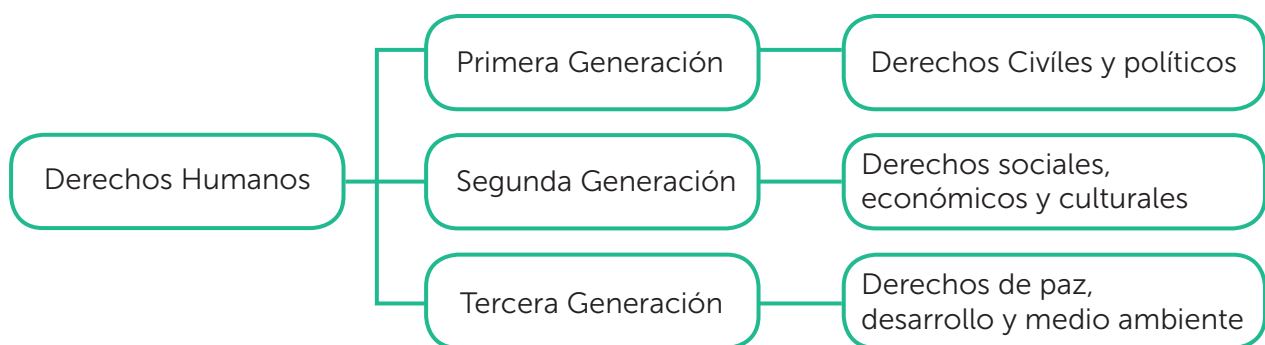 Derechos Humanos
Primera Generación
Derechos Civíles y políticos
Segunda Generación
Derechos sociales,
económicos y culturales
Tercera Generación
Derechos de paz,
desarrollo y medio ambiente